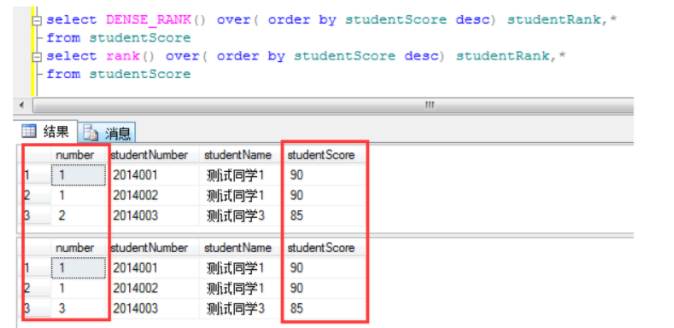 select DENSE_RANK() over( order by studentScore desc) studentRank,*
from studentScore
select rank() over( order by studentScore desc) studentRank,*
from studentScore
结果 消息
number studentNumber studentName studentScore
1 1 2014001 测试同学1 90
2 1 2014002 测试同学1 90
3 2 2014003 测试同学3 85
number studentNumber studentName studentScore
1 1 2014001 测试同学1 90
2 1 2014002 测试同学1 90
3 3 2014003 测试同学3 85